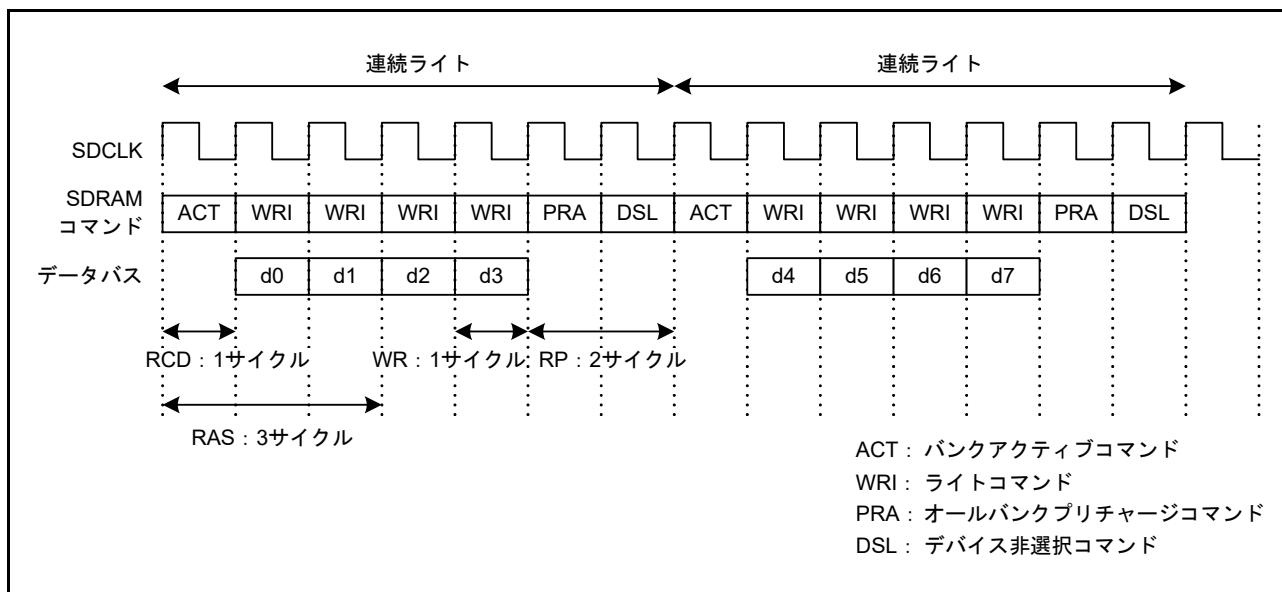 連続ライト 連続ライト
SDCLK
SDRAM
コマンド
ACT WRI WRI WRI WRI PRA DSL ACT WRI WRI WRI WRI PRA DSL
データバス d0 d1 d2 d3 d4 d5 d6 d7
RCD：1サイクル WR：1サイクル RP：2サイクル
RAS：3サイクル
ACT： バンクアクティブコマンド
WRI： ライトコマンド
PRA： オールバンクプリチャージコマンド
DSL： デバイス非選択コマンド